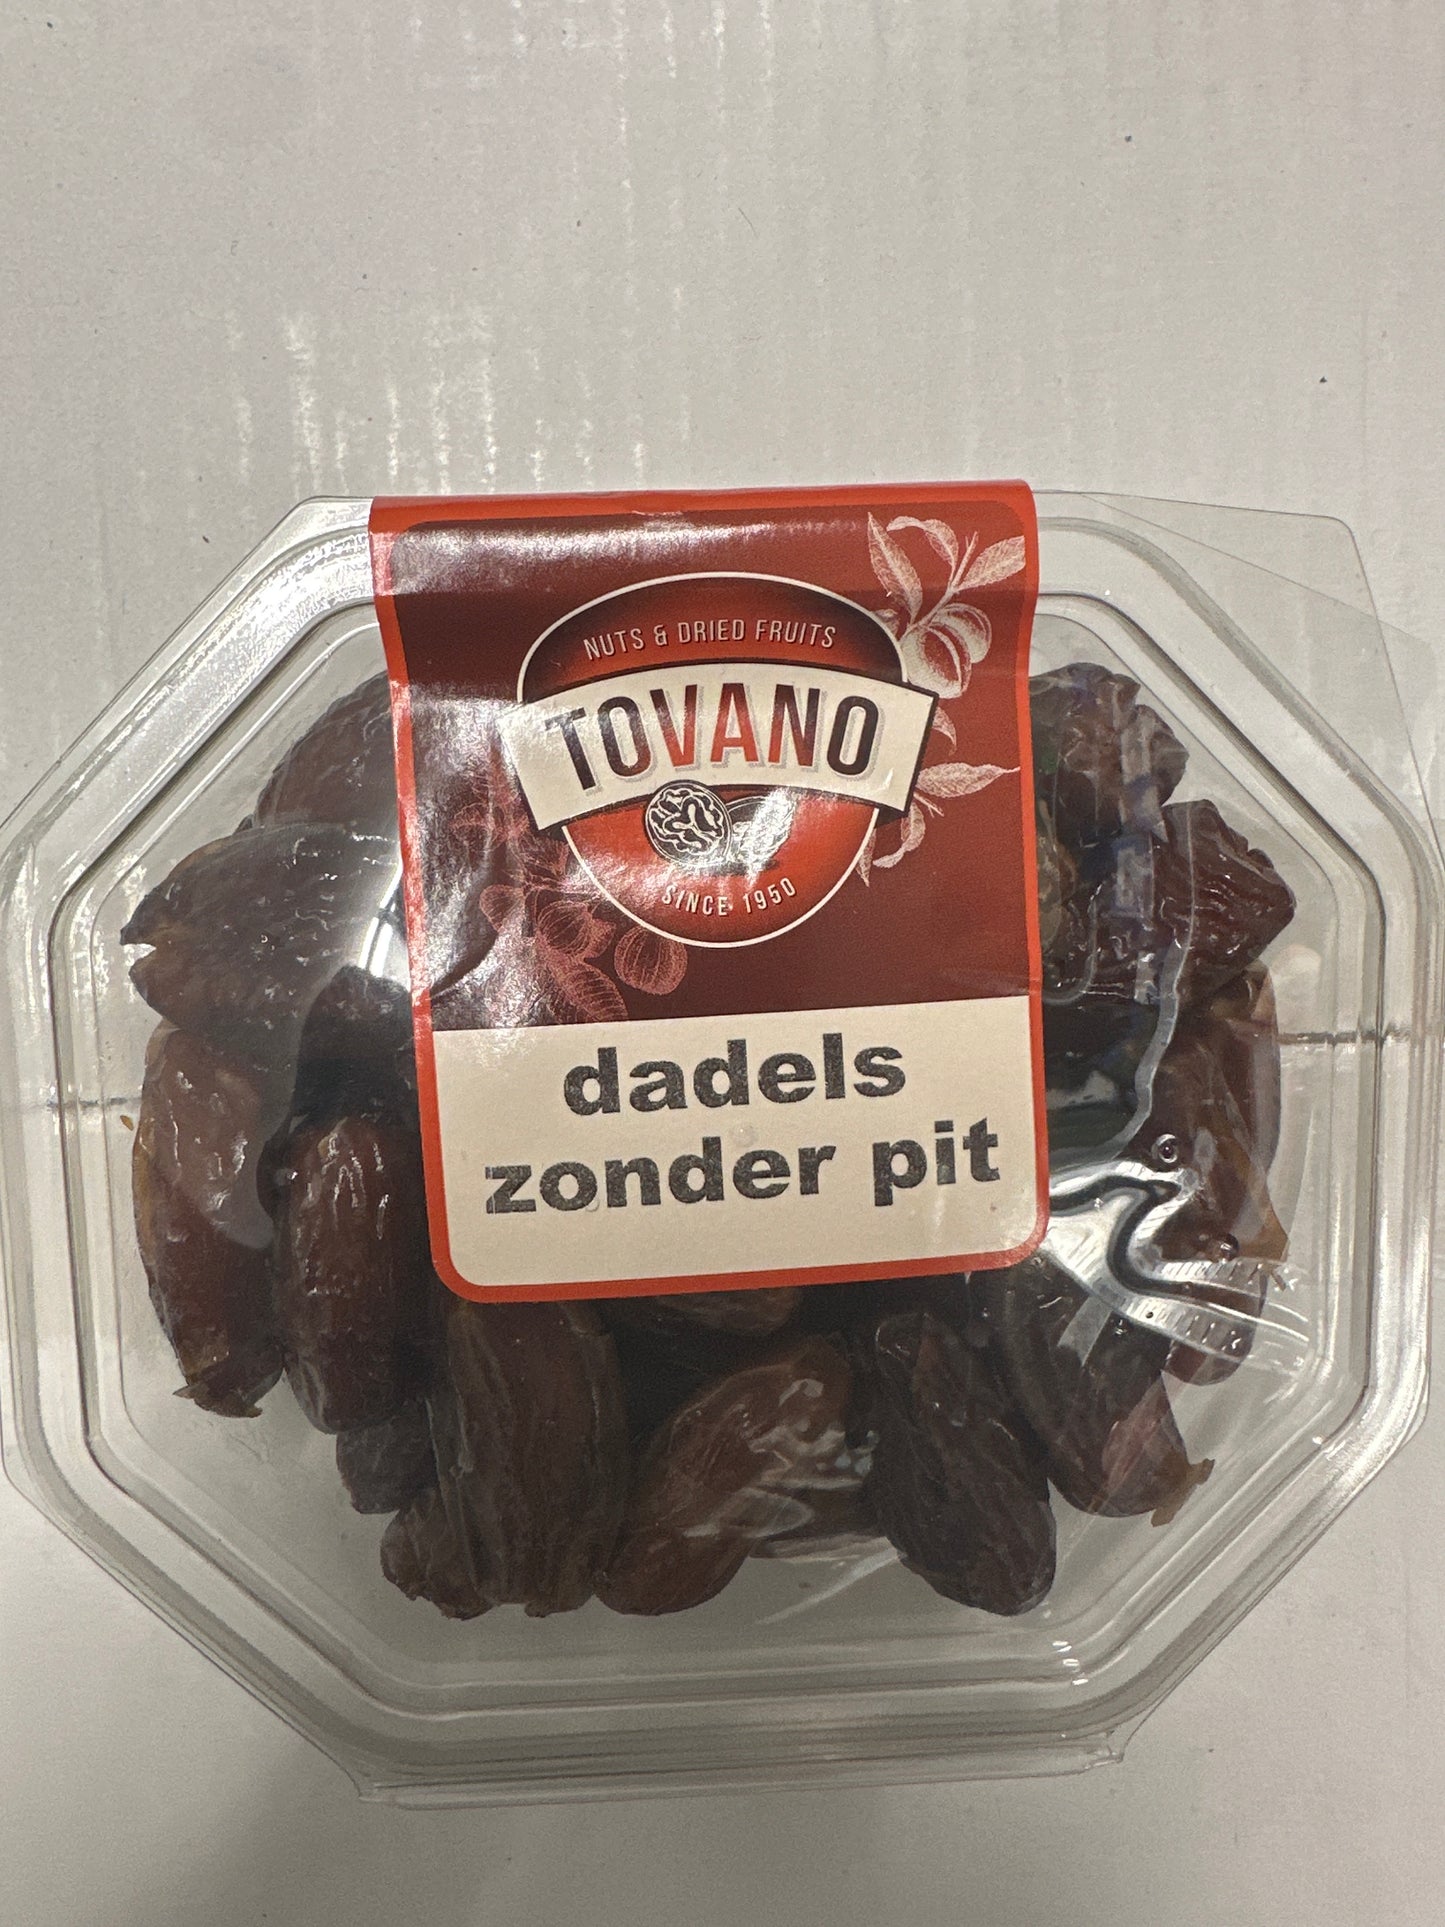 NUTS & DRIED FRUITS
TOVANO
SINCE 1950
dadels
zonder pit